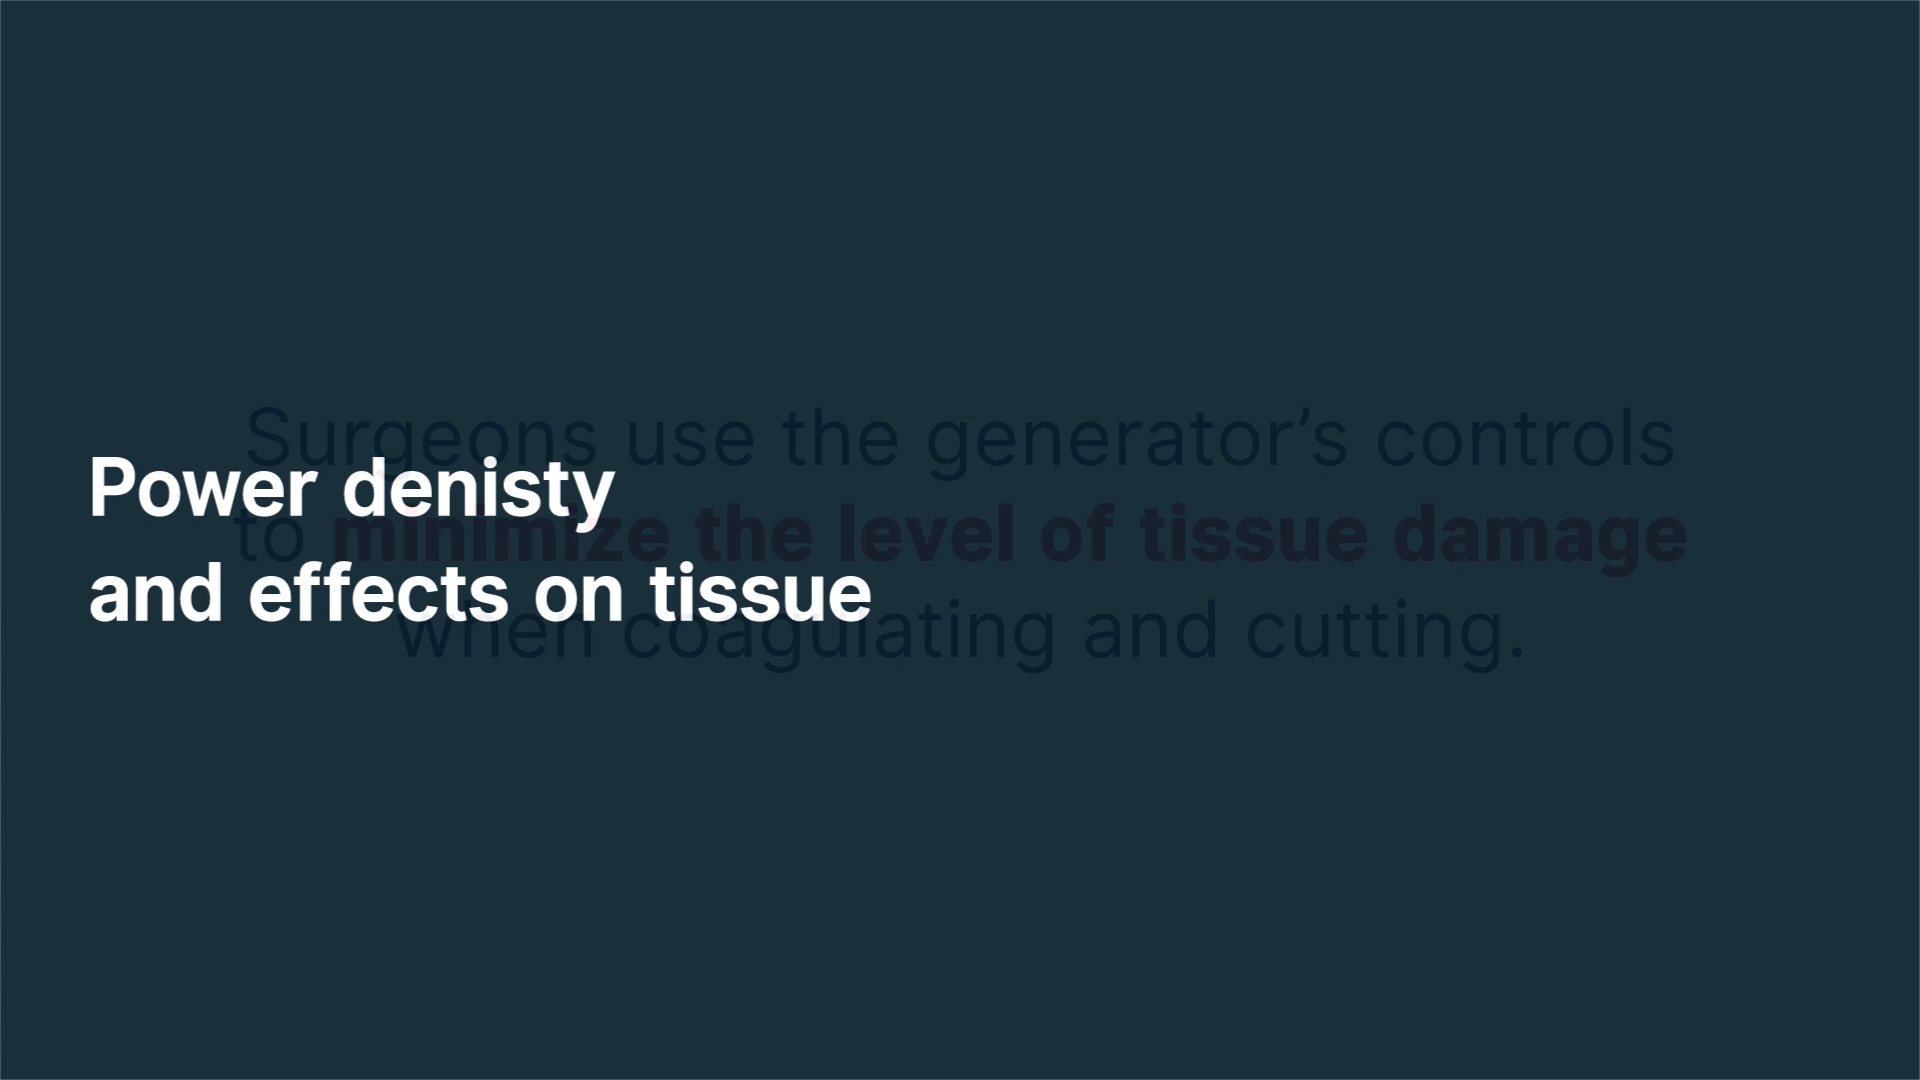 Surgeons use the generator’s controls
Power denisty
to minimize the level of tissue damage
and effects on tissue
when coagulating and cutting.